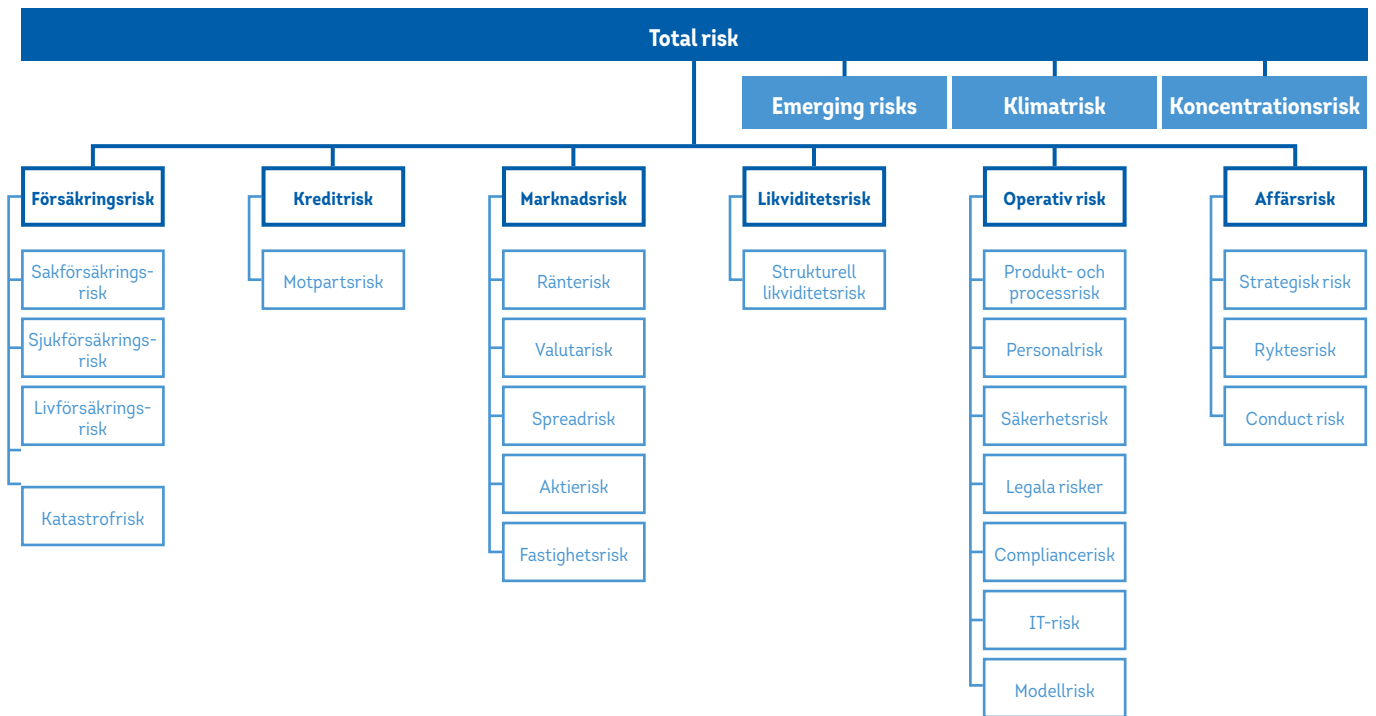 Total risk
Emerging risks
Klimatrisk
Koncentrationsrisk
Försäkringsrisk
Kreditrisk
Marknadsrisk
Likviditetsrisk
Operativ risk
Affärsrisk
Sakförsäkrings-
risk
Sjukförsäkrings-
risk
Livförsäkrings-
risk
Katastrofrisk
Motpartsrisk
Ränterisk
Valutarisk
Spreadrisk
Aktierisk
Fastighetsrisk
Strukturell
likviditetsrisk
Produkt- och
processrisk
Personalrisk
Säkerhetsrisk
Legala risker
Compliancerisk
IT-risk
Modellrisk
Strategisk risk
Ryktesrisk
Conduct risk